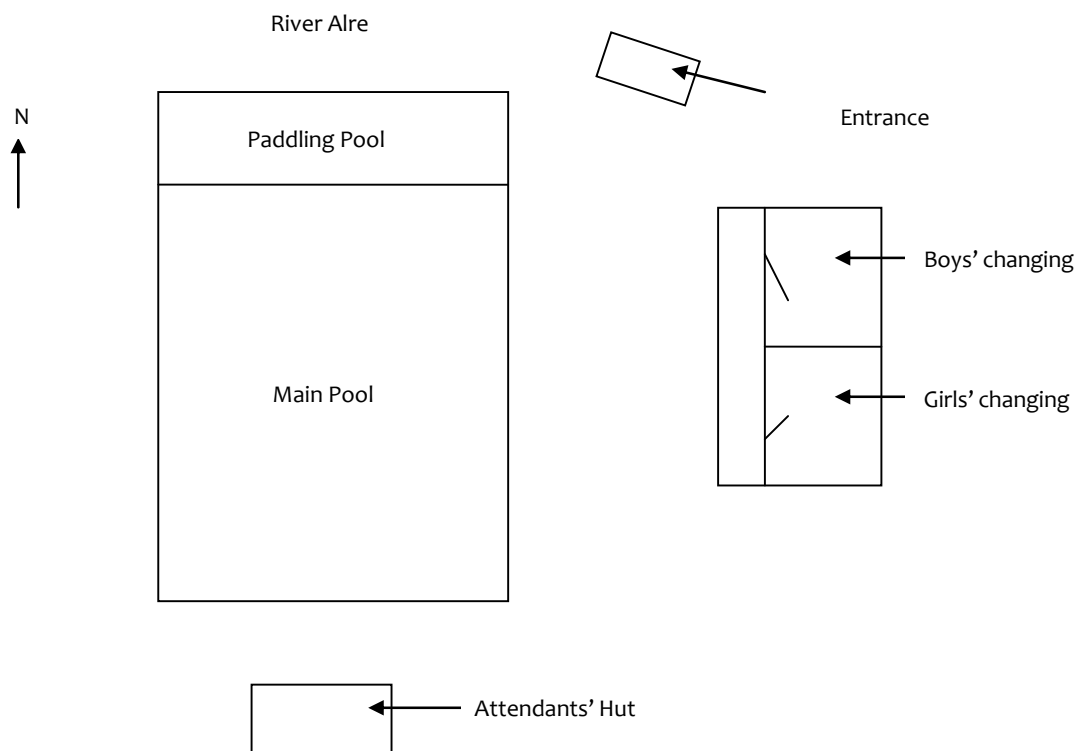 River Alre
N
Paddling Pool
Entrance
Boys’ changing
Main Pool
Girls’ changing
Attendants’ Hut